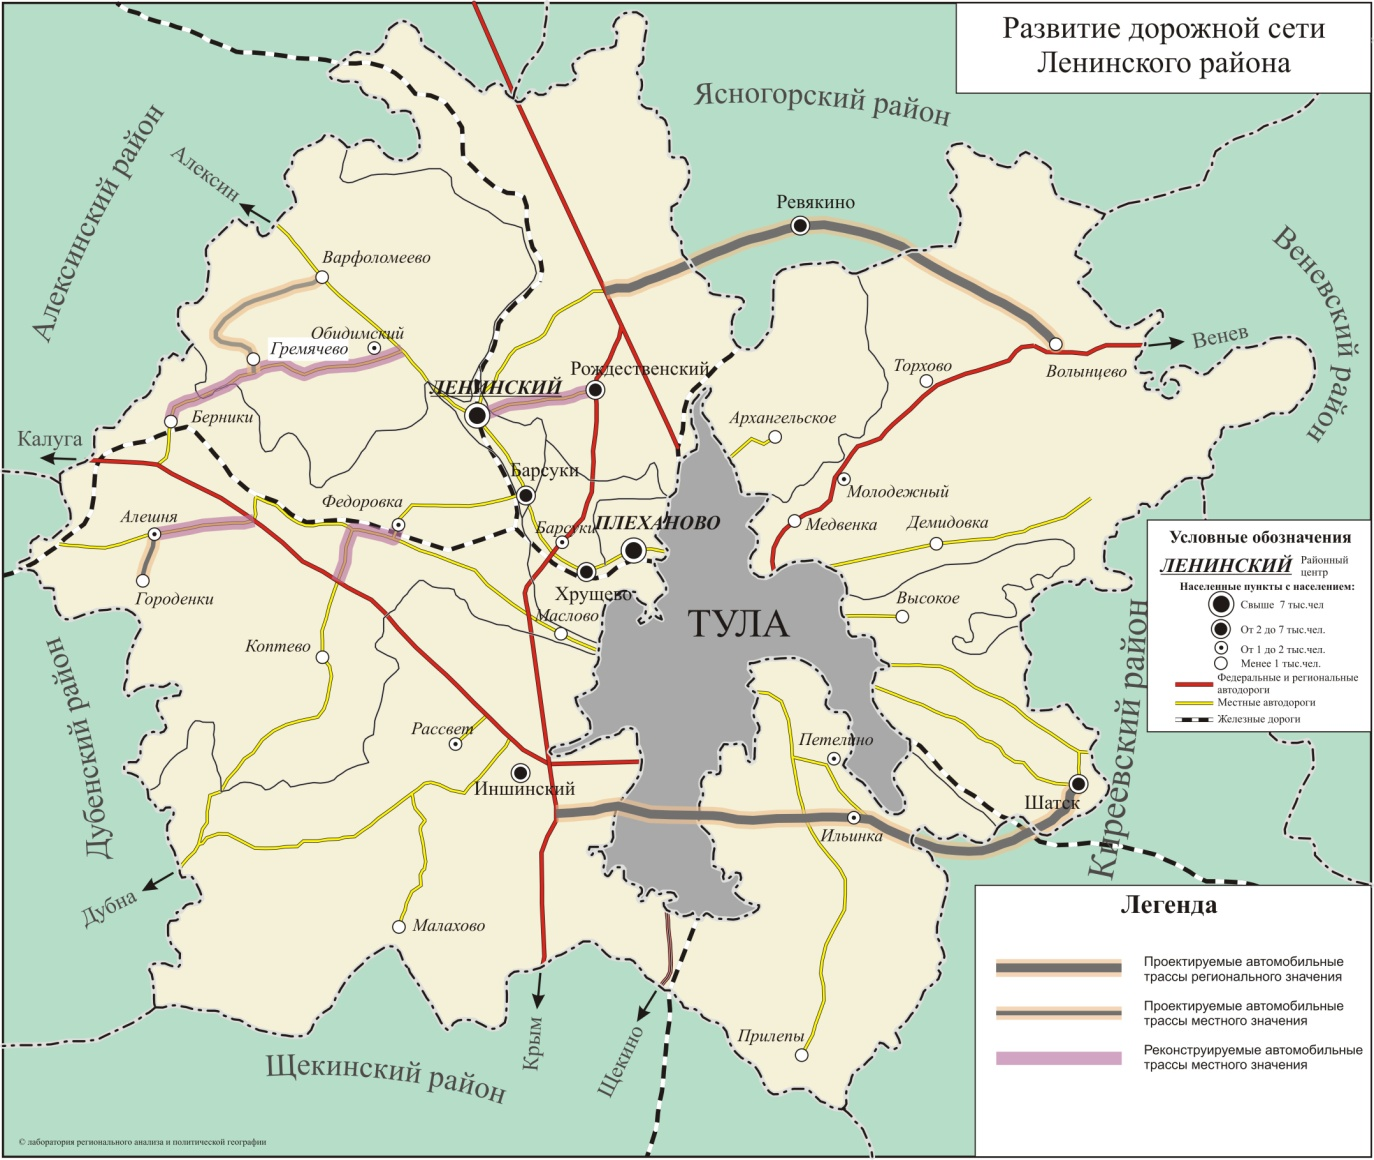 Развитие дорожной сети
Ленинского района
Ясногорский район
Алексинский район
Алексин
Ревякино
Варфоломеево
Веневский район
Обидимский
Гремячево
Венев
Рождественский
Торхово
Волынцево
ЛЕНИНСКИЙ
Берники
Архангельское
Калуга
Барсуки
Молодежный
Федоровка
Алешня
Барсуки
ПЛЕХАНОВО
Медвенка
Демидовка
Хрущево
Городенки
Высокое
Маслово
ТУЛА
Коптево
Дубенский район
Киреевский район
Рассвет
Петелино
Иншинский
Шатск
Ильинка
Дубна
Малахово
Прилепы
Крым
Щекино
Щекинский район
Условные обозначения
ЛЕНИНСКИЙ Районный
центр
Населенные пункты с населением:
Свыше 7 тыс.чел
От 2 до 7 тыс.чел.
От 1 до 2 тыс.чел.
Менее 1 тыс.чел.
Федеральные и региональные
автодороги
Местные автодороги
Железные дороги
Легенда
Проектируемые автомобильные
трассы регионального значения
Проектируемые автомобильные
трассы местного значения
Реконструируемые автомобильные
трассы местного значения
© лаборатория регионального анализа и политической географии